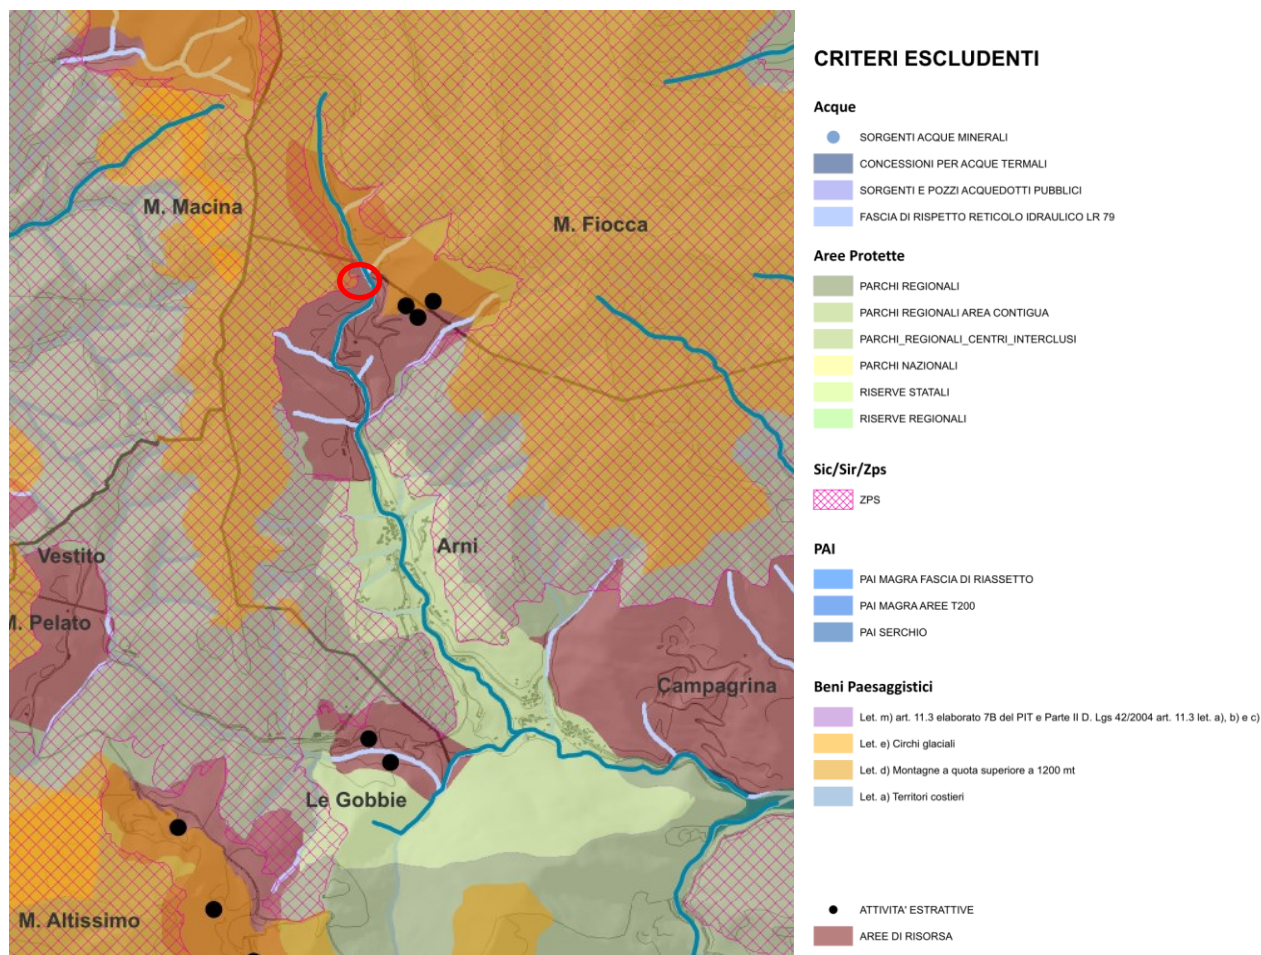 M. Macina
M. Fiocca
Arni
Vestito
M. Pelato
Campagrina
Le Gobbie
M. Altissimo
CRITERI ESCLUDENTI
Acque
SORGENTI ACQUE MINERALI
CONCESSIONI PER ACQUE TERMALI
SORGENTI E POZZI ACQUEDOTTI PUBBLICI
FASCIA DI RISPETTO RETICOLO IDRAULICO LR 79
Aree Protette
PARCHI REGIONALI
PARCHI REGIONALI AREA CONTIGUA
PARCHI_REGIONALI_CENTRI_INTERCLUSI
PARCHI NAZIONALI
RISERVE STATALI
RISERVE REGIONALI
Sic/Sir/Zps
ZPS
PAI
PAI MAGRA FASCIA DI RIASSETTO
PAI MAGRA AREE T200
PAI SERCHIO
Beni Paesaggistici
Let. m) art. 11.3 elaborato 7B del PIT e Parte II D. Lgs 42/2004 art. 11.3 let. a), b) e c)
Let. e) Circhi glaciali
Let. d) Montagne a quota superiore a 1200 mt
Let. a) Territori costieri
ATTIVITA' ESTRATTIVE
AREE DI RISORSA